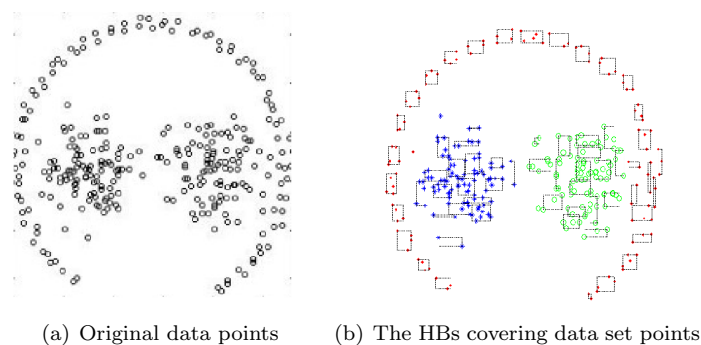 (a) Original data points
(b) The HBs covering data set points